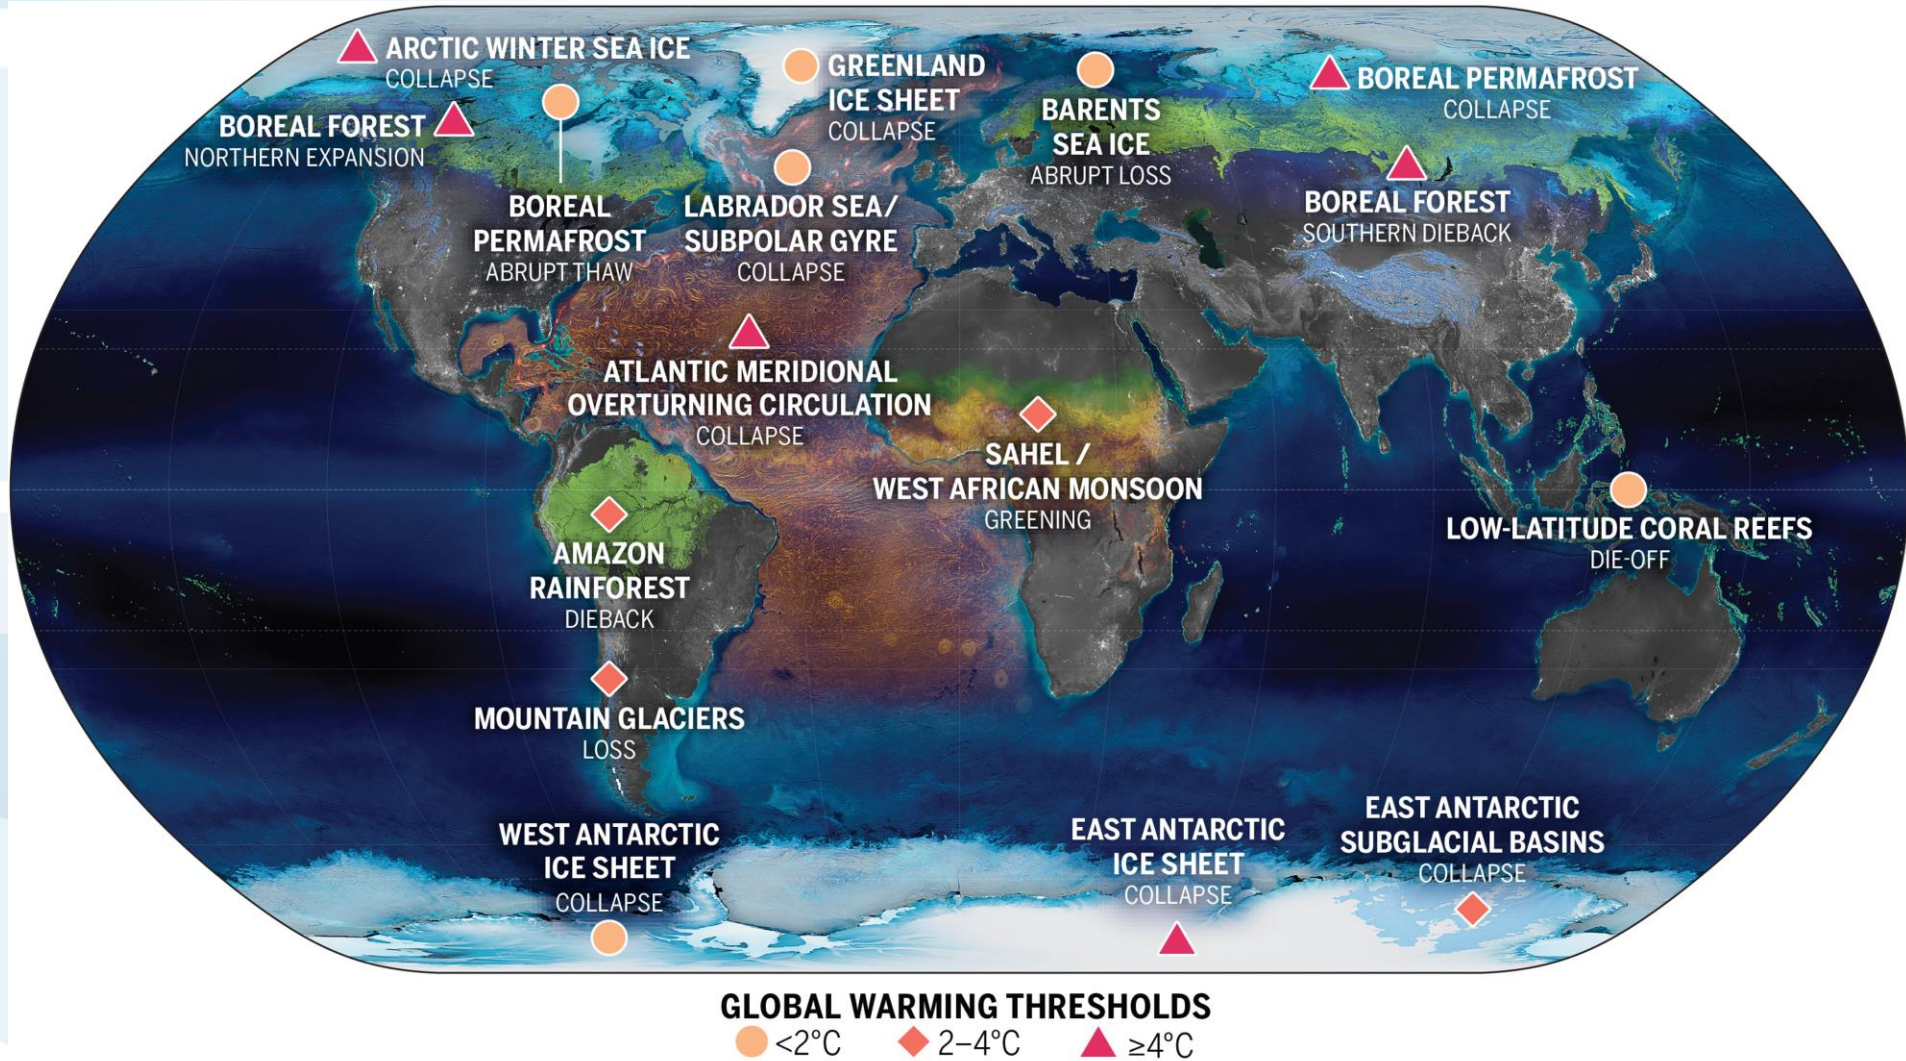 ARCTIC WINTER SEA ICE
COLLAPSE
BOREAL FOREST
NORTHERN EXPANSION
BOREAL
PERMAFROST
ABRUPT THAW
GREENLAND
ICE SHEET
COLLAPSE
LABRADOR SEA/
SUBPOLAR GYRE
COLLAPSE
BARENTS
SEA ICE
ABRUPT LOSS
BOREAL PERMAFROST
COLLAPSE
BOREAL FOREST
SOUTHERN DIEBACK
ATLANTIC MERIDIONAL
OVERTURNING CIRCULATION
COLLAPSE
SAHEL /
WEST AFRICAN MONSOON
GREENING
LOW-LATITUDE CORAL REEFS
DIE-OFF
AMAZON
RAINFOREST
DIEBACK
MOUNTAIN GLACIERS
LOSS
WEST ANTARCTIC
ICE SHEET
COLLAPSE
EAST ANTARCTIC
ICE SHEET
COLLAPSE
EAST ANTARCTIC
SUBGLACIAL BASINS
COLLAPSE
GLOBAL WARMING THRESHOLDS
<2°C 2–4°C ≥4°C